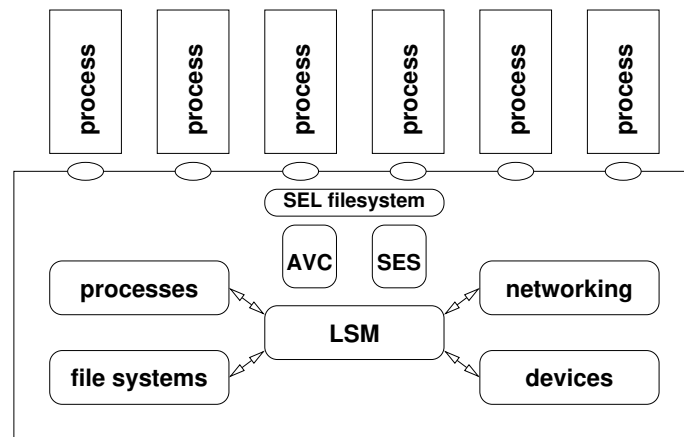 process
process
process
process
process
process
SEL filesystem
AVC
SES
processes
networking
LSM
file systems
devices